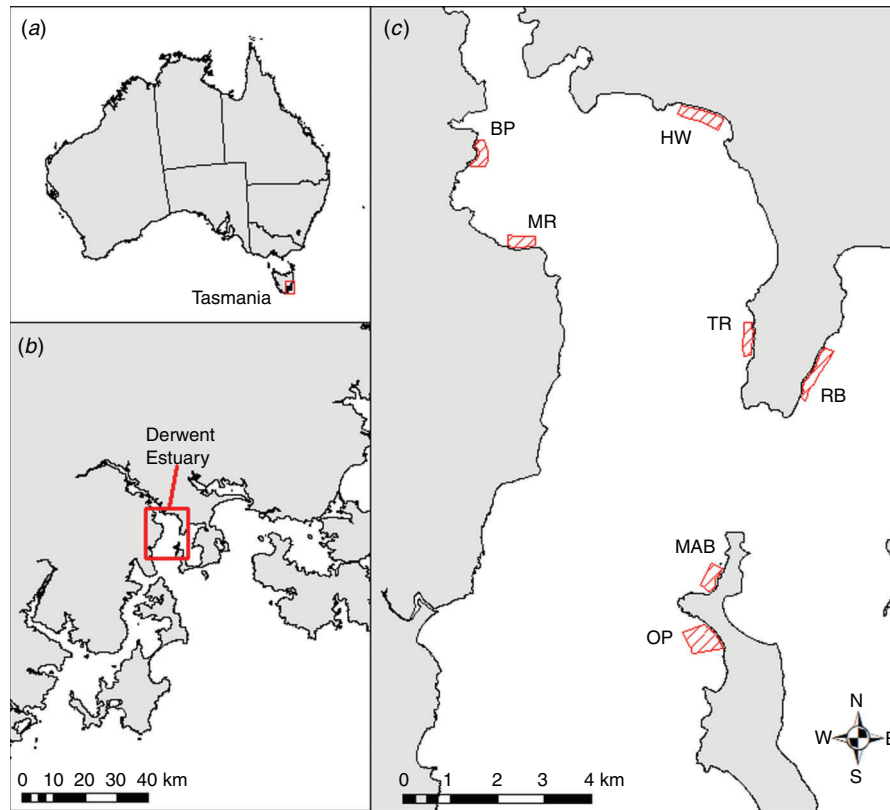 (a)
Tasmania
(b)
Derwent
Estuary
0 10 20 30 40 km
(c)
BP
HW
MR
TR
RB
MAB
OP
N
W E
S
0 1 2 3 4 km